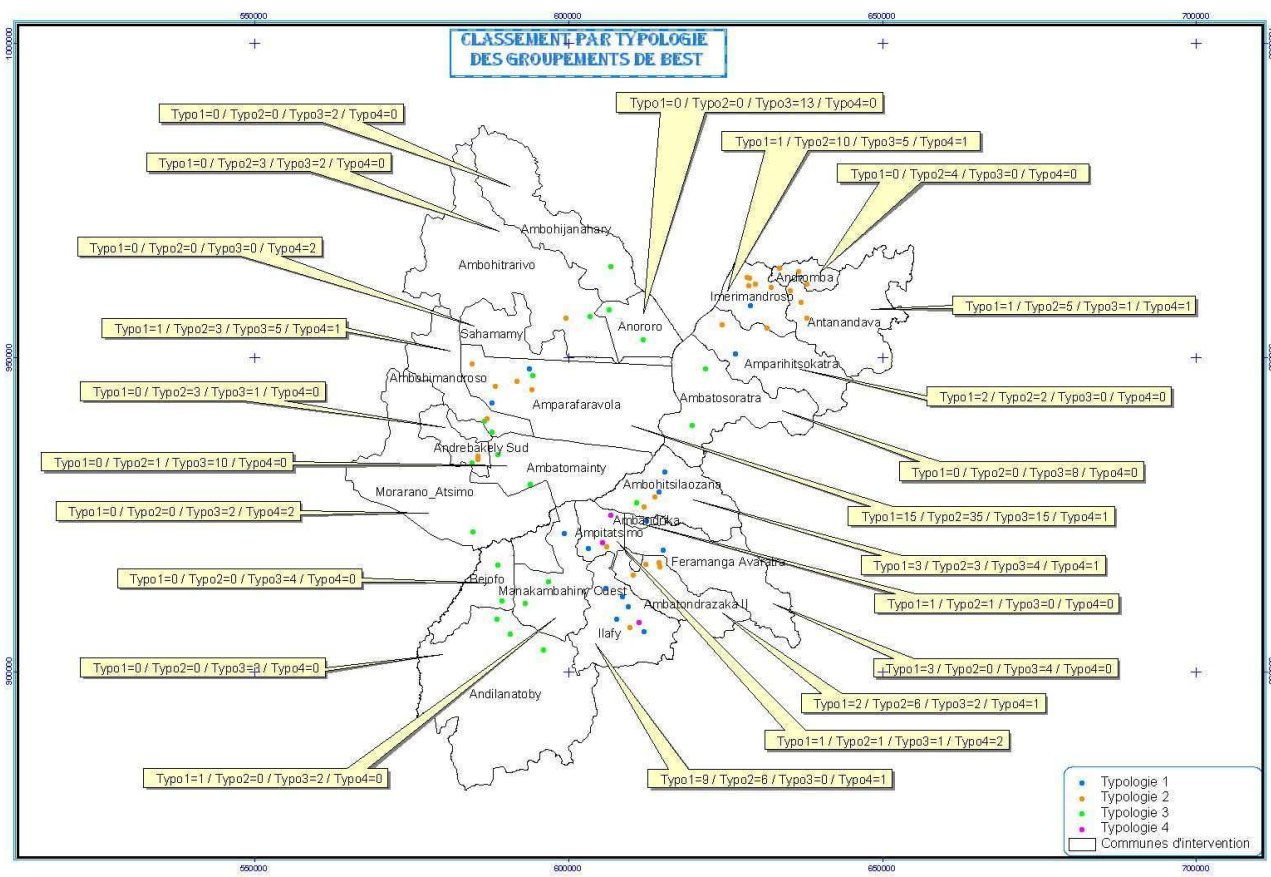 550000
600000
650000
700000
CLASSEMENT PAR TYPOLOGIE
DES GROUPEMENTS DE BEST
1000000
Typo1=0 / Typo2=0 / Typo3=2 / Typo4=0
Typo1=0 / Typo2=0 / Typo3=13 / Typo4=0
Typo1=1 / Typo2=10 / Typo3=5 / Typo4=1
Typo1=0 / Typo2=3 / Typo3=2 / Typo4=0
Typo1=0 / Typo2=4 / Typo3=0 / Typo4=0
Ambohijanahary
Typo1=0 / Typo2=0 / Typo3=0 / Typo4=2
Ambohitrarivo
Andromba
Imerimandroso
Typo1=1 / Typo2=5 / Typo3=1 / Typo4=1
Antanandava
Typo1=1 / Typo2=3 / Typo3=5 / Typo4=1
Sahamamy
Anororo
950000
Amparihitsokatra
Ambohimandroso
Typo1=0 / Typo2=3 / Typo3=1 / Typo4=0
Amparafaravola
Ambatosoratra
Typo1=2 / Typo2=2 / Typo3=0 / Typo4=0
Andrebakely Sud
Typo1=0 / Typo2=1 / Typo3=10 / Typo4=0
Ambatomainty
Typo1=0 / Typo2=0 / Typo3=8 / Typo4=0
Morarano_Atsimo
Ambohitsilaozana
Typo1=0 / Typo2=0 / Typo3=2 / Typo4=2
Typo1=15 / Typo2=35 / Typo3=15 / Typo4=1
Ambandrika
Ampitatsimo
Feramanga Avaratra
Typo1=3 / Typo2=3 / Typo3=4 / Typo4=1
Typo1=0 / Typo2=0 / Typo3=4 / Typo4=0
Bejofo
Manakambahiny Ouest
Ambatondrazaka II
Typo1=1 / Typo2=1 / Typo3=0 / Typo4=0
Ilafy
Typo1=0 / Typo2=0 / Typo3=3 / Typo4=0
Typo1=3 / Typo2=0 / Typo3=4 / Typo4=0
900000
Andilanatoby
Typo1=2 / Typo2=6 / Typo3=2 / Typo4=1
Typo1=1 / Typo2=1 / Typo3=1 / Typo4=2
Typo1=1 / Typo2=0 / Typo3=2 / Typo4=0
Typo1=9 / Typo2=6 / Typo3=0 / Typo4=1
Typologie 1
Typologie 2
Typologie 3
Typologie 4
Communes d'intervention
550000
600000
650000
700000